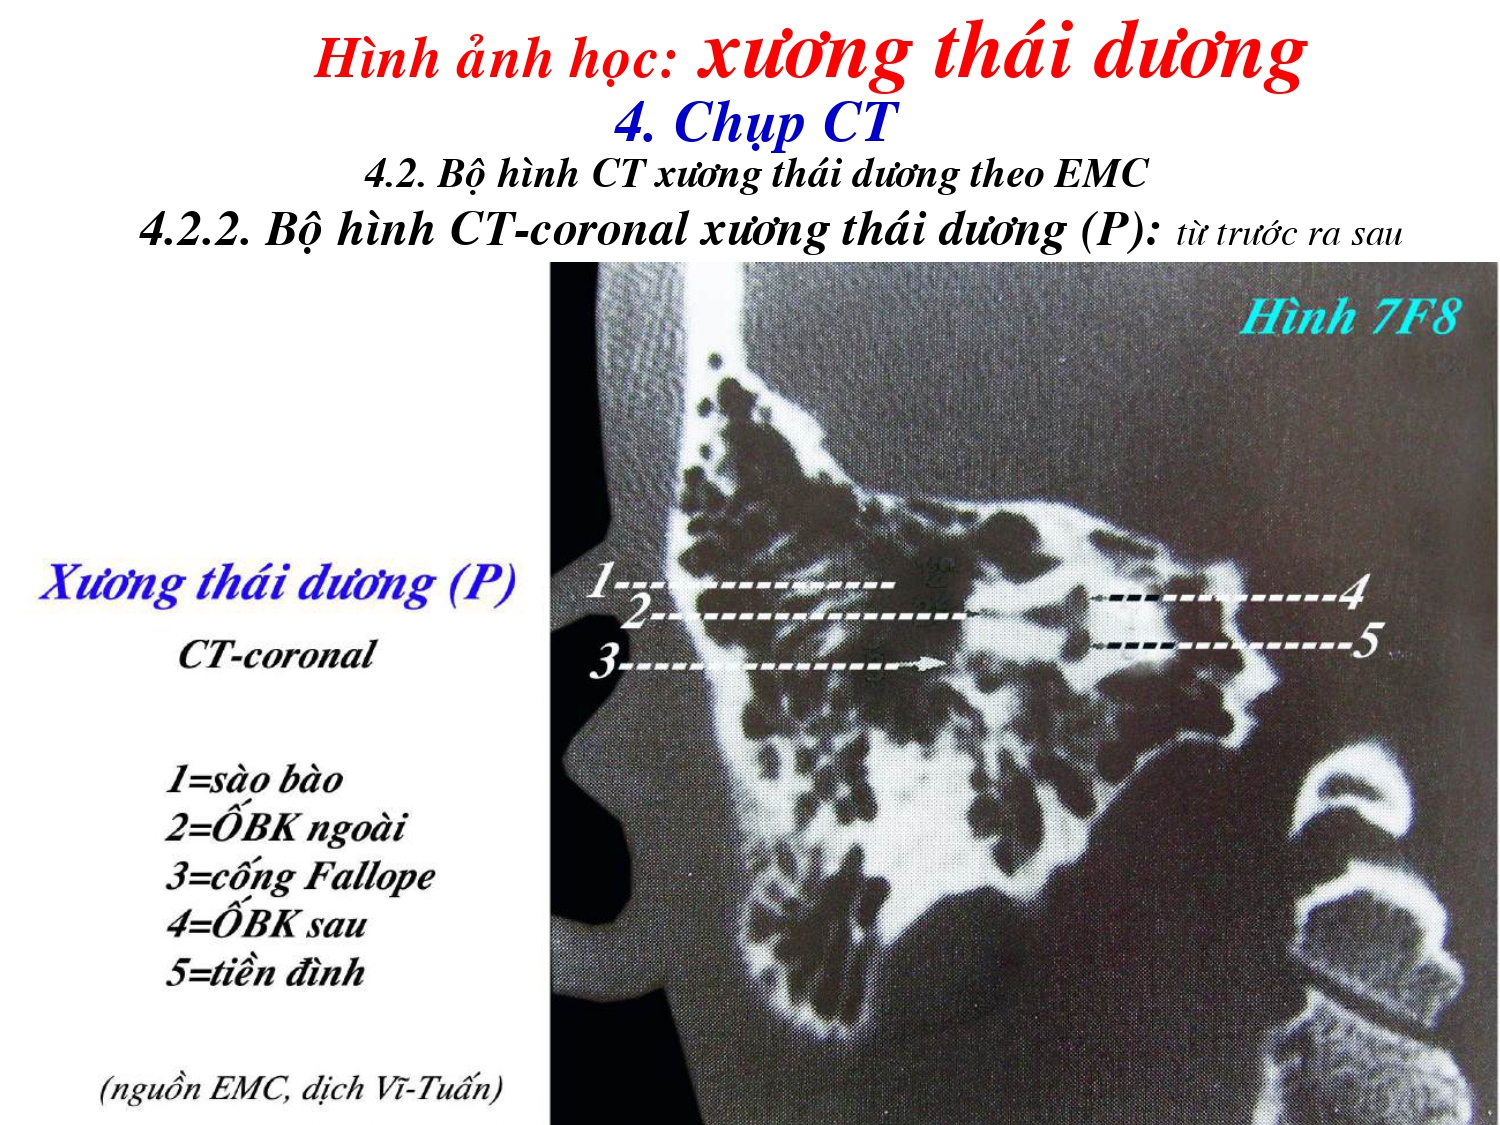 Hình ảnh học: xương thái dương
4. Chụp CT
4.2. Bộ hình CT xương thái dương theo EMC
4.2.2. Bộ hình CT-coronal xương thái dương (P): từ trước ra sau
Hình 7F8
Xương thái dương (P)
CT-coronal
1
2
3
4
5
1=sào bào
2=ỐBK ngoài
3=cống Fallope
4=ỐBK sau
5=tiền đình
(nguồn EMC, dịch Vĩ-Tuấn)